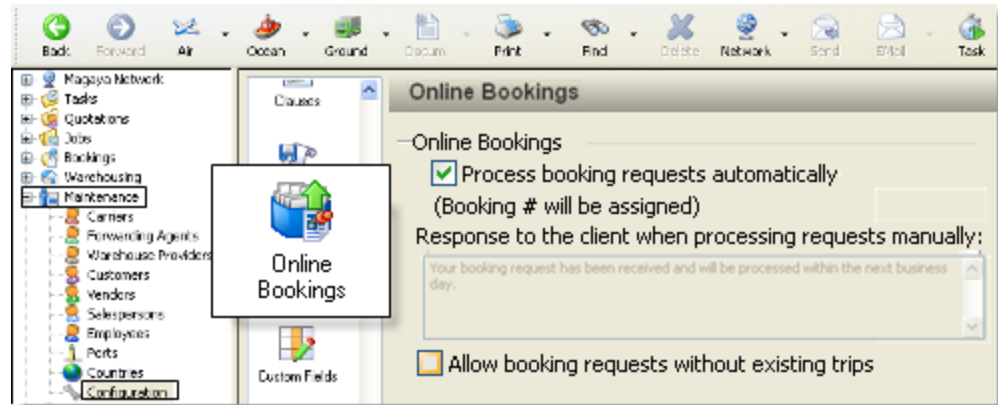 Back Forward Air Ocean Ground Docum. Print Find Delete Network Send EMail Task
Magaya Network
Tasks
Quotations
Jobs
Bookings
Warehousing
Maintenance
Carriers
Forwarding Agents
Warehouse Providers
Customers
Vendors
Salespersons
Employees
Ports
Countries
Configuration
Clauses
Online
Bookings
Custom Fields
Online Bookings
Online Bookings
Process booking requests automatically
(Booking # will be assigned)
Response to the client when processing requests manually:
Your booking request has been received and will be processed within the next business
day.
Allow booking requests without existing trips